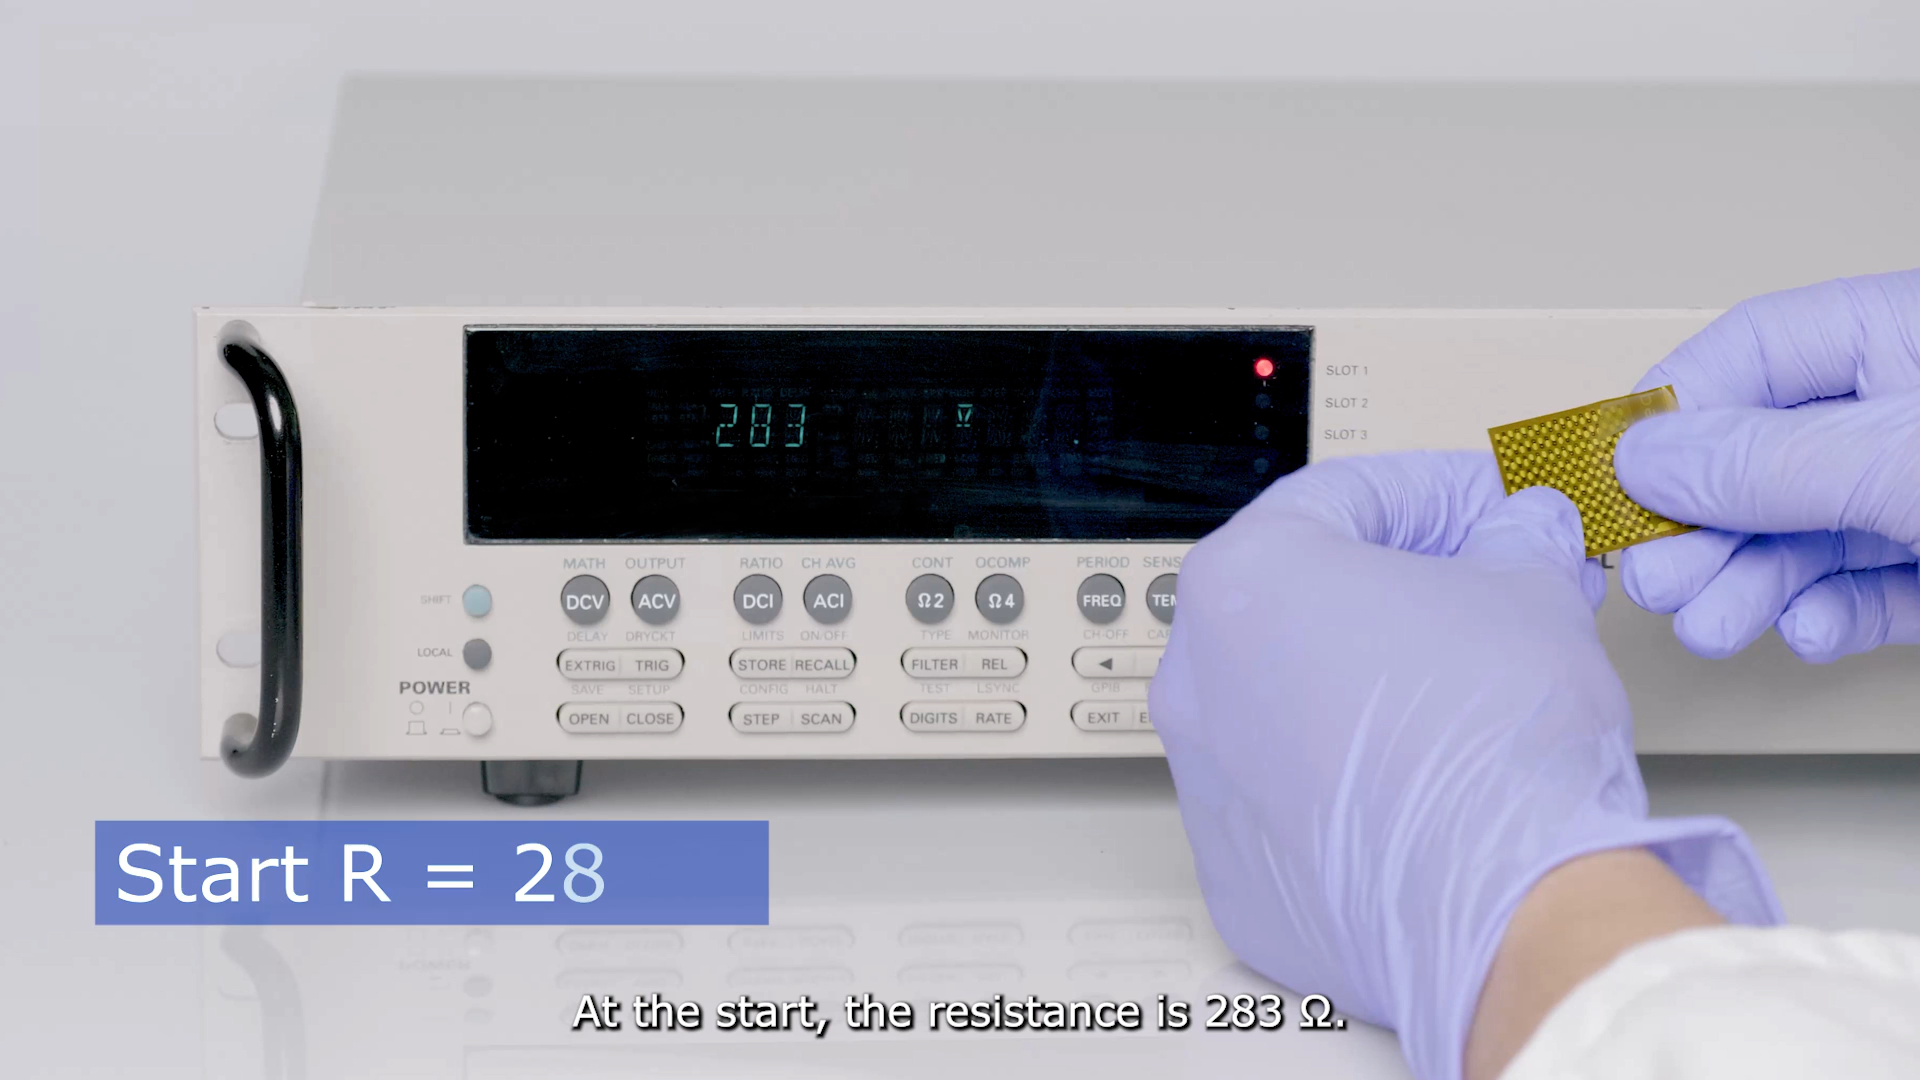 283
SLOT 1
SLOT 2
SLOT 3
MATH OUTPUT RATIO CH AVG CONT OCOMP PERIOD
SHIFT DCV ACV DCI ACI Ω2 Ω4 FREQ
DELAY DRYCKT LIMITS ON/OFF TYPE MONITOR CH-OFF
LOCAL EXTRIG TRIG STORE RECALL FILTER REL ◄
POWER SAVE SETUP CONFIG HALT TEST LSYNC GPIB
OPEN CLOSE STEP SCAN DIGITS RATE EXIT
Start R = 28
At the start, the resistance is 283 Ω.